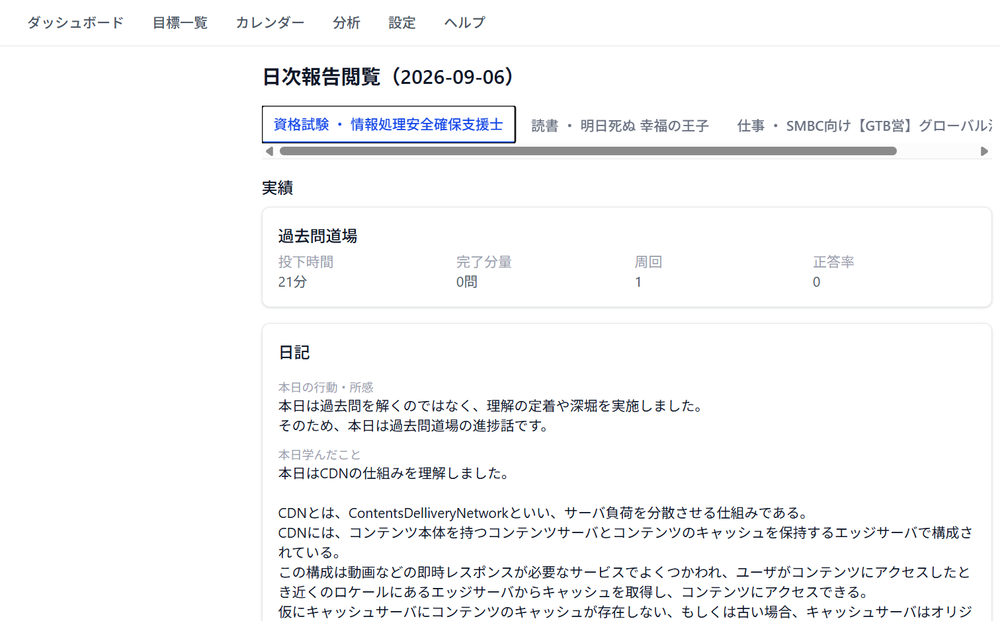 ダッシュボード 目標一覧 カレンダー 分析 設定 ヘルプ
日次報告閲覧（2026-09-06）
資格試験 ・ 情報処理安全確保支援士 読書 ・ 明日死ぬ 幸福の王子 仕事 ・ SMBC向け【GTB営】グローバル
実績
過去問道場
投下時間 完了分量 周回 正答率
21分 0問 1 0
日記
本日の行動・所感
本日は過去問を解くのではなく、理解の定着や深堀を実施しました。
そのため、本日は過去問道場の進捗話です。
本日学んだこと
本日はCDNの仕組みを理解しました。
CDNとは、ContentsDelliveryNetworkといい、サーバ負荷を分散させる仕組みである。
CDNには、コンテンツ本体を持つコンテンツサーバとコンテンツのキャッシュを保持するエッジサーバで構成さ
れている。
この構成は動画などの即時レスポンスが必要なサービスでよくつかわれ、ユーザがコンテンツにアクセスしたと
き近くのロケールにあるエッジサーバからキャッシュを取得し、コンテンツにアクセスできる。
仮にキャッシュサーバにコンテンツのキャッシュが存在しない、もしくは古い場合、キャッシュサーバはオリジ